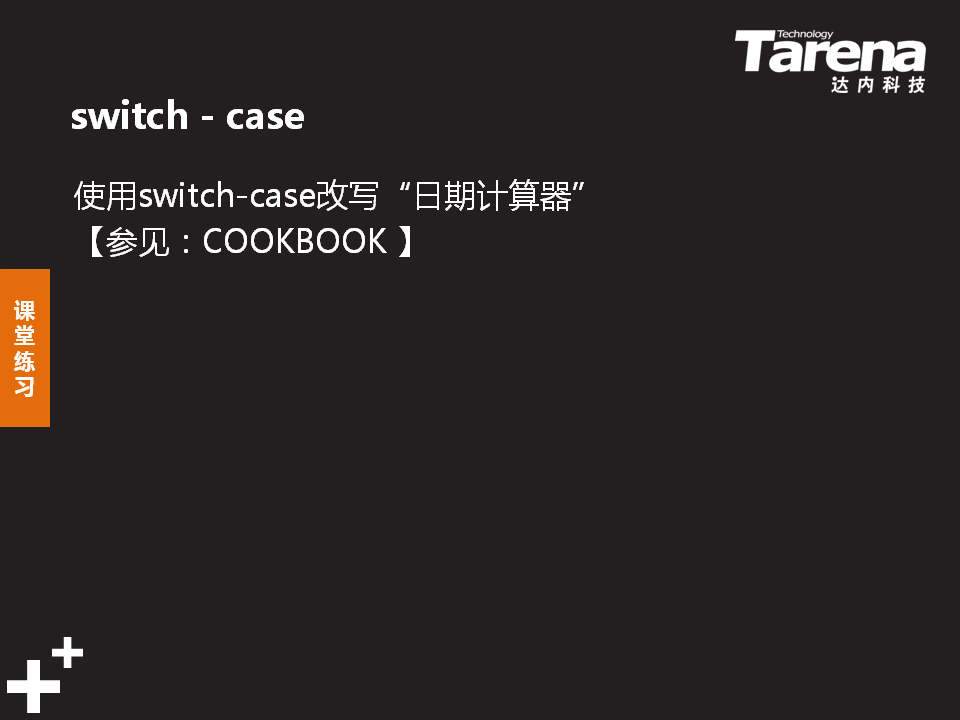 Technology
Tarena
达内科技
switch - case
使用switch-case改写“日期计算器”
【参见：COOKBOOK 】
课
堂
练
习